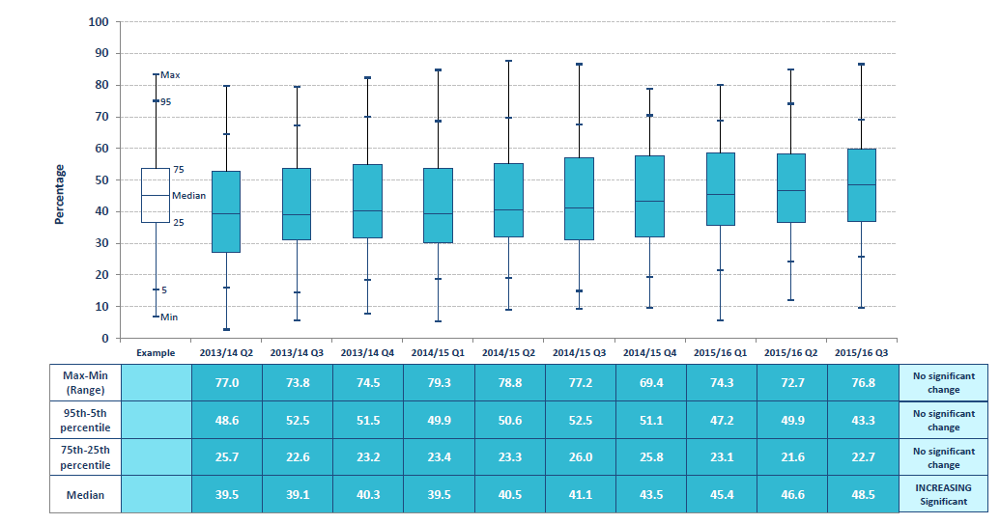 100
90
80
70
60
50
40
30
20
10
0
Percentage
Max
95
75
Median
25
5
Min
Example 2013/14 Q2 2013/14 Q3 2013/14 Q4 2014/15 Q1 2014/15 Q2 2014/15 Q3 2014/15 Q4 2015/16 Q1 2015/16 Q2 2015/16 Q3
Max-Min
(Range)
77.0 73.8 74.5 79.3 78.8 77.2 69.4 74.3 72.7 76.8
No significant
change
95th-5th
percentile
48.6 52.5 51.5 49.9 50.6 52.5 51.1 47.2 49.9 43.3
No significant
change
75th-25th
percentile
25.7 22.6 23.2 23.4 23.3 26.0 25.8 23.1 21.6 22.7
No significant
change
Median 39.5 39.1 40.3 39.5 40.5 41.1 43.5 45.4 46.6 48.5
INCREASING
Significant